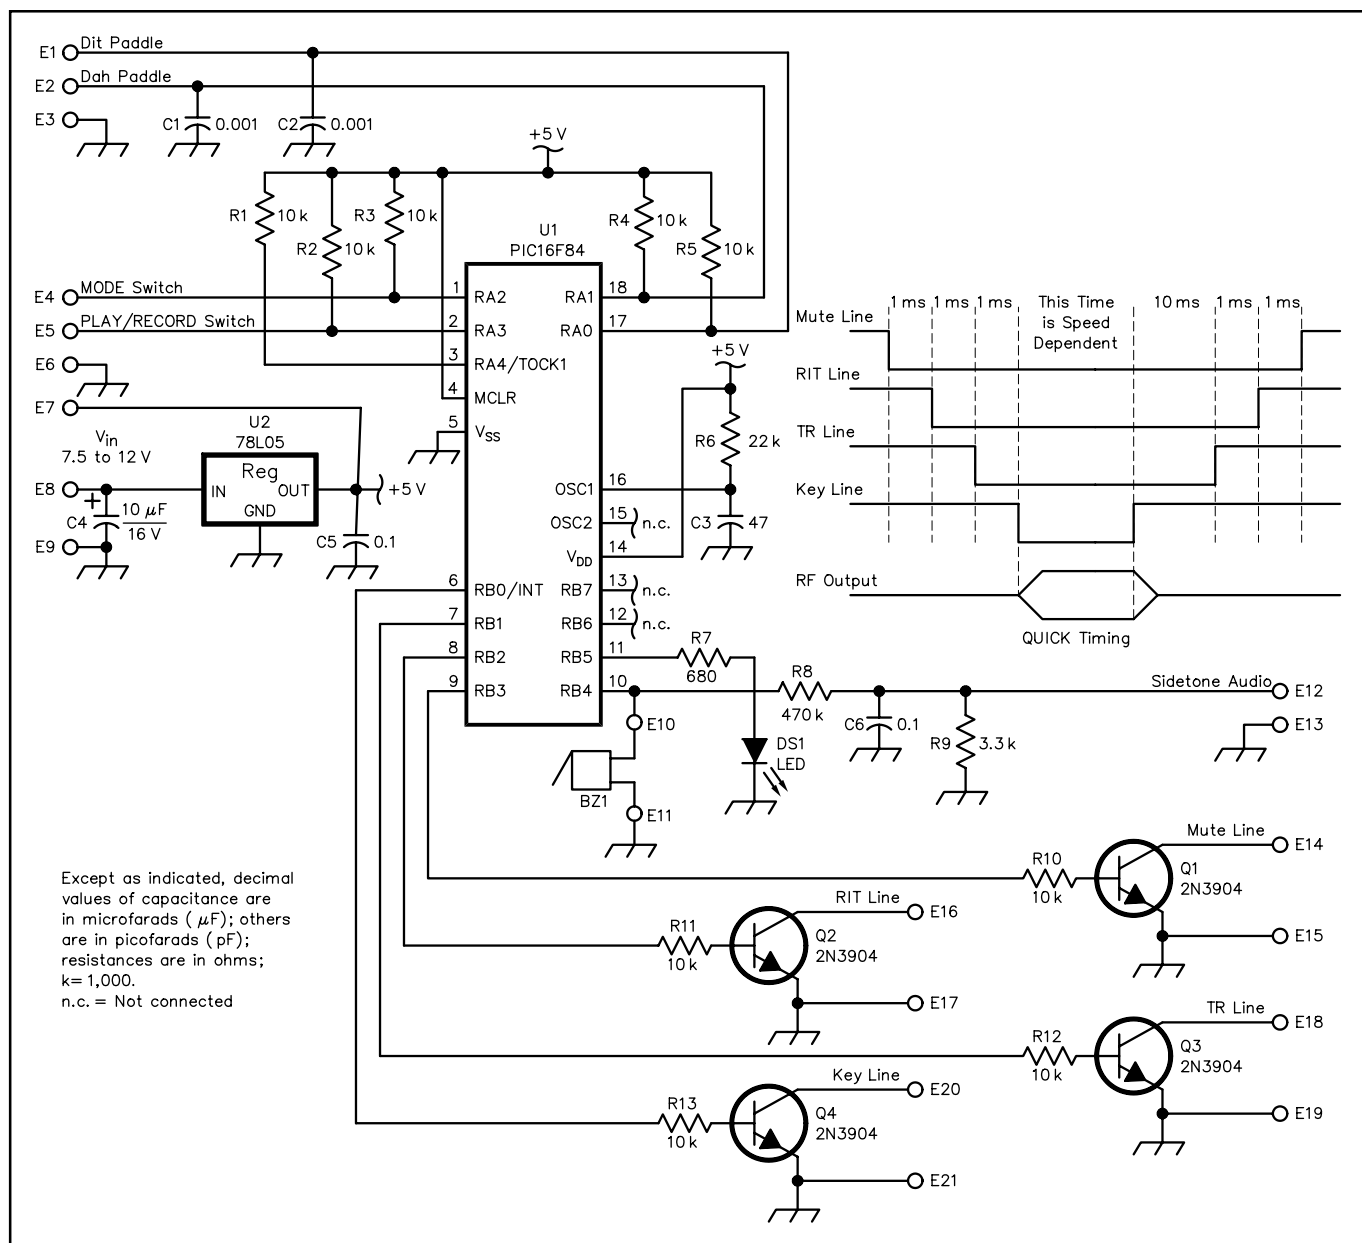 E1 Dit Paddle
E2 Dah Paddle
E3
C1 0.001
C2 0.001
+5 V
R1 10 k
R2 10 k
R3 10 k
R4 10 k
R5 10 k
U1
PIC16F84
E4 MODE Switch
E5 PLAY/RECORD Switch
E6
E7
1 RA2
2 RA3
3 RA4/TOCK1
4 MCLR
5 VSS
6 RB0/INT
7 RB1
8 RB2
9 RB3
RA1 18
RA0 17
OSC1 16
OSC2 15 n.c.
VDD 14
RB7 13 n.c.
RB6 12 n.c.
RB5 11
RB4 10
+5 V
R6 22 k
C3 47
Vin
7.5 to 12 V
U2
78L05
Reg
IN OUT
GND
+5 V
E8
+
C4 10 µF
16 V
E9
C5 0.1
1 ms 1 ms 1 ms This Time
is Speed
Dependent
10 ms 1 ms 1 ms
Mute Line
RIT Line
TR Line
Key Line
RF Output
QUICK Timing
R7
680
R8
470 k
Sidetone Audio E12
E13
C6 0.1
R9 3.3 k
E10
BZ1
E11
DS1
LED
Mute Line E14
R10
10 k
Q1
2N3904
E15
RIT Line E16
R11
10 k
Q2
2N3904
E17
TR Line E18
R12
10 k
Q3
2N3904
E19
Key Line E20
R13
10 k
Q4
2N3904
E21
Except as indicated, decimal
values of capacitance are
in microfarads ( µF); others
are in picofarads ( pF);
resistances are in ohms;
k= 1,000.
n.c. = Not connected